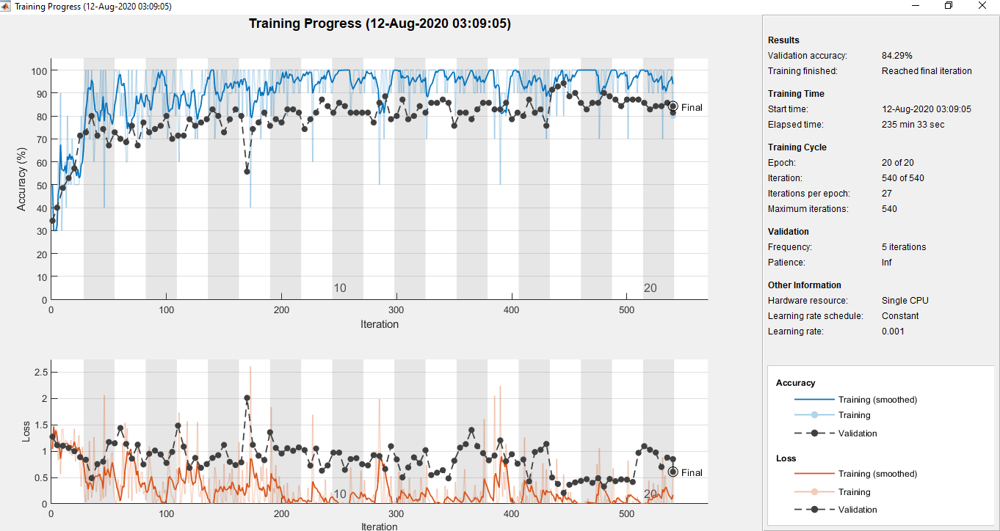 Training Progress (12-Aug-2020 03:09:05)
Training Progress (12-Aug-2020 03:09:05)
100
90
80
70
60
50
40
30
20
10
0
Accuracy (%)
Final
10
20
0 100 200 300 400 500
Iteration
2.5
2
1.5
1
0.5
0
Loss
Final
10
20
0 100 200 300 400 500
Iteration
Results
Validation accuracy: 84.29%
Training finished: Reached final iteration
Training Time
Start time: 12-Aug-2020 03:09:05
Elapsed time: 235 min 33 sec
Training Cycle
Epoch: 20 of 20
Iteration: 540 of 540
Iterations per epoch: 27
Maximum iterations: 540
Validation
Frequency: 5 iterations
Patience: Inf
Other Information
Hardware resource: Single CPU
Learning rate schedule: Constant
Learning rate: 0.001
Accuracy
Training (smoothed)
Training
Validation
Loss
Training (smoothed)
Training
Validation